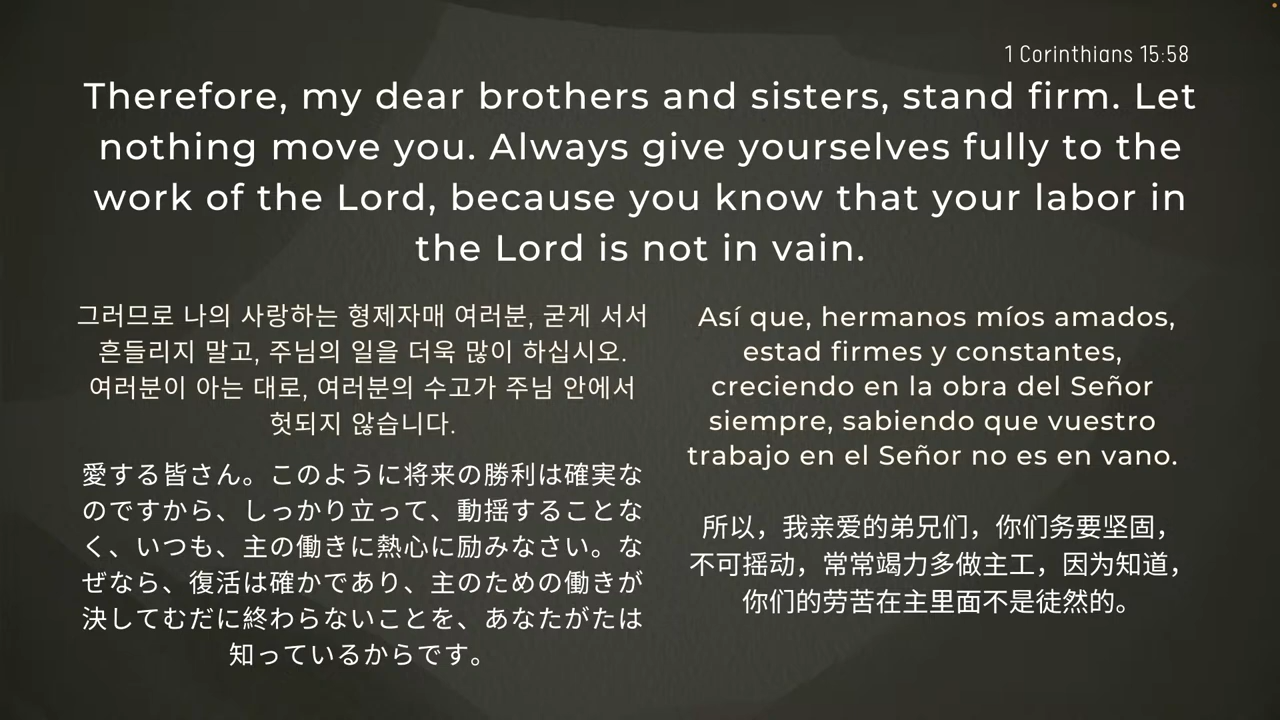 1 Corinthians 15:58
Therefore, my dear brothers and sisters, stand firm. Let
nothing move you. Always give yourselves fully to the
work of the Lord, because you know that your labor in
the Lord is not in vain.
그러므로 나의 사랑하는 형제자매 여러분, 굳게 서서
흔들리지 말고, 주님의 일을 더욱 많이 하십시오.
여러분이 아는 대로, 여러분의 수고가 주님 안에서
헛되지 않습니다.
愛する皆さん。このように将来の勝利は確実な
のですから、しっかり立って、動揺することな
く、いつも、主の働きに熱心に励みなさい。な
ぜなら、復活は確かであり、主のための働きが
決してむだに終わらないことを、あなたがたは
知っているからです。
Así que, hermanos míos amados,
estad firmes y constantes,
creciendo en la obra del Señor
siempre, sabiendo que vuestro
trabajo en el Señor no es en vano.
所以，我亲爱的弟兄们，你们务要坚固，
不可摇动，常常竭力多做主工，因为知道，
你们的劳苦在主里面不是徒然的。